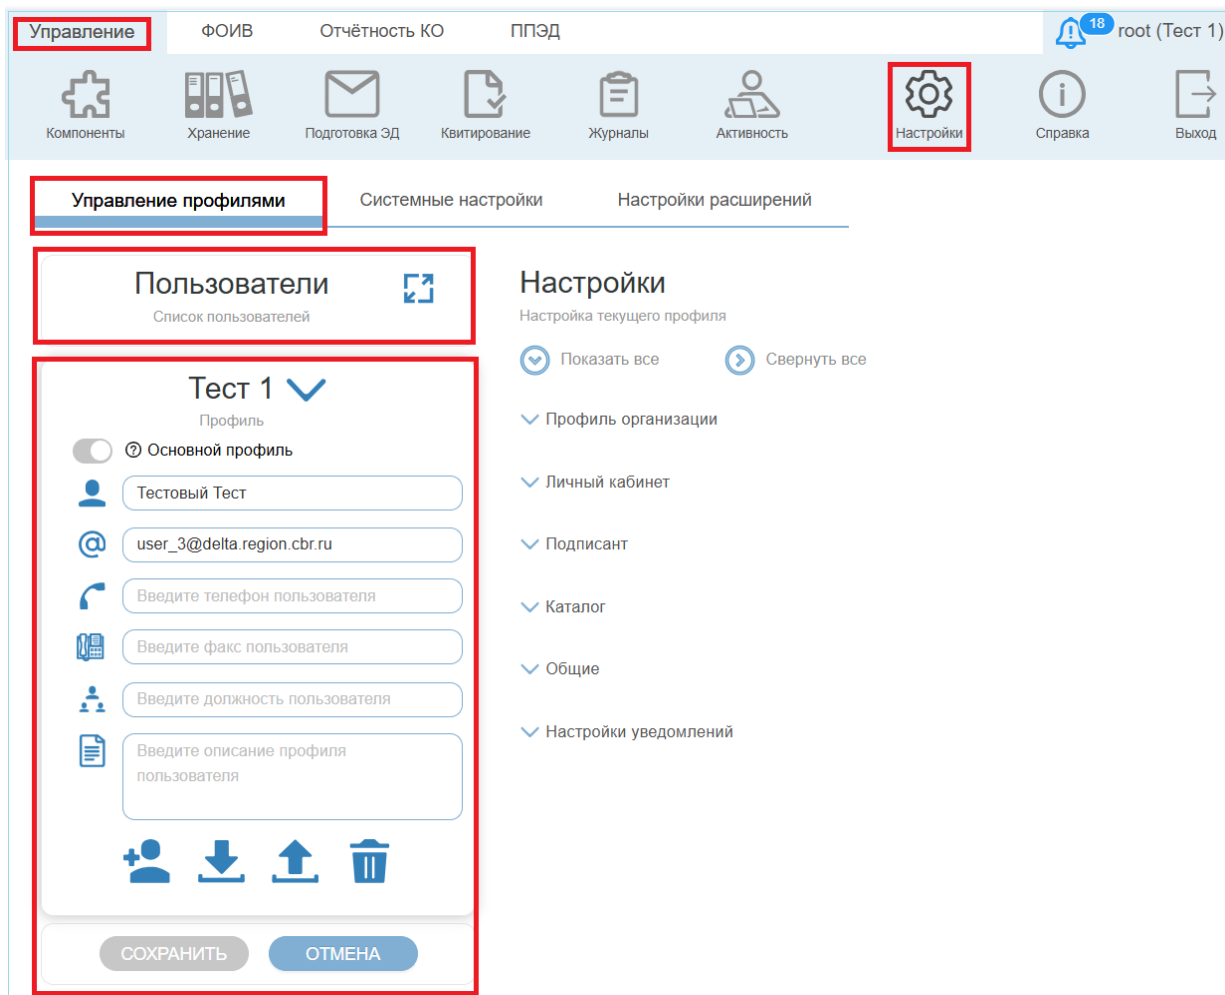 Управление ФОИВ Отчётность КО ППЭД 18 root (Тест 1)
Компоненты Хранение Подготовка ЭД Квитирование Журналы Активность Настройки Справка Выход
Управление профилями Системные настройки Настройки расширений
Пользователи
Список пользователей
Тест 1
Профиль
Основной профиль
Тестовый Тест
user_3@delta.region.cbr.ru
Введите телефон пользователя
Введите факс пользователя
Введите должность пользователя
Введите описание профиля
пользователя
СОХРАНИТЬ ОТМЕНА
Настройки
Настройка текущего профиля
Показать все Свернуть все
Профиль организации
Личный кабинет
Подписант
Каталог
Общие
Настройки уведомлений